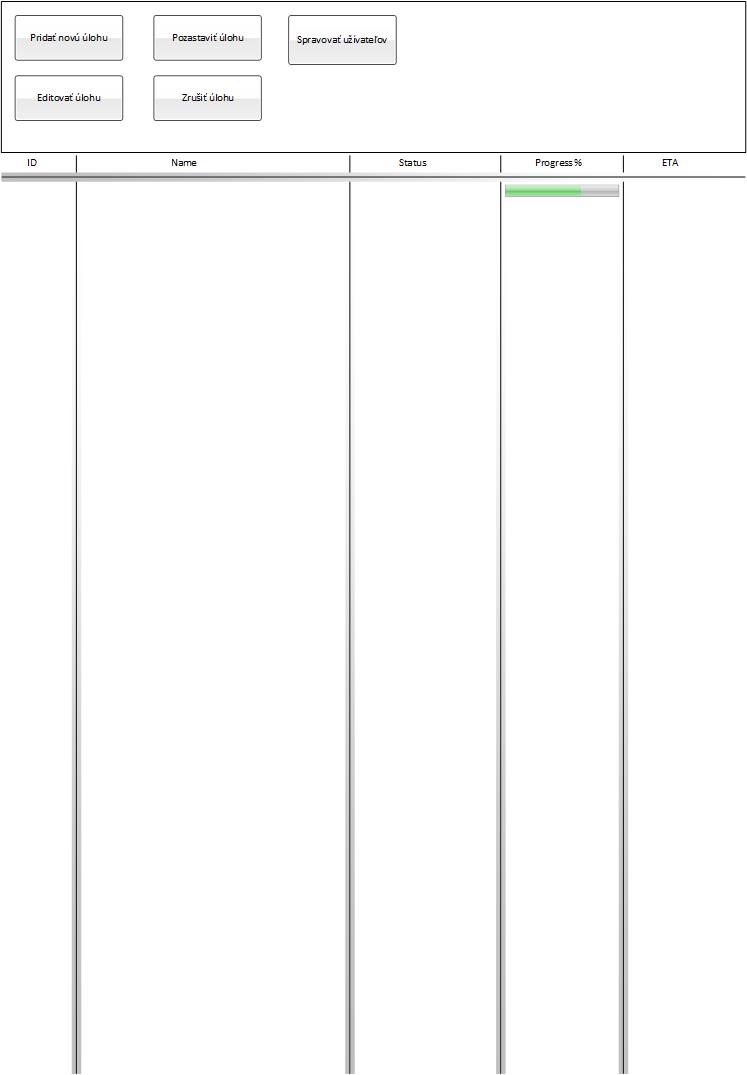 Pridať novú úlohu
Pozastaviť úlohu
Spravovať užívateľov
Editovať úlohu
Zrušiť úlohu
ID
Name
Status
Progress %
ETA